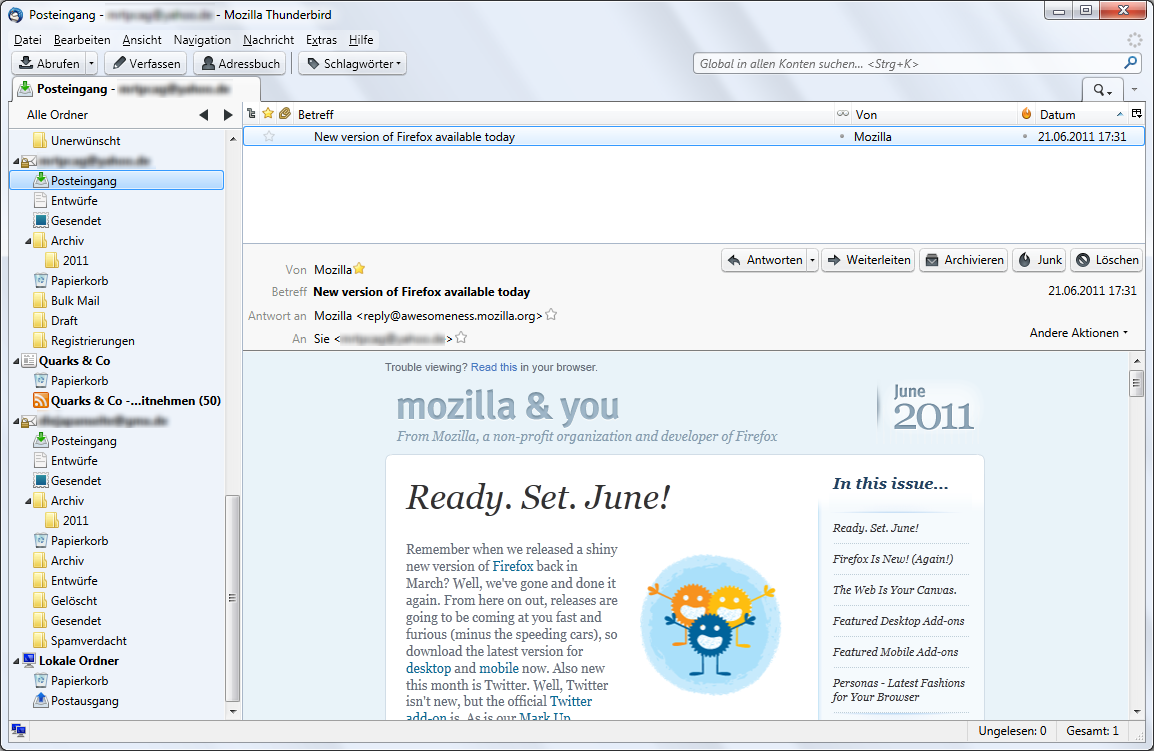 Posteingang - - Mozilla Thunderbird
Datei Bearbeiten Ansicht Navigation Nachricht Extras Hilfe
Abrufen Verfassen Adressbuch Schlagwörter
Global in allen Konten suchen... <Strg+K>
Posteingang -
Alle Ordner
Betreff Von Datum
New version of Firefox available today Mozilla 21.06.2011 17:31
Unerwünscht
Posteingang
Entwürfe
Gesendet
Archiv
2011
Papierkorb
Bulk Mail
Draft
Registrierungen
Quarks & Co
Papierkorb
Quarks & Co -...itnehmen (50)
Posteingang
Entwürfe
Gesendet
Archiv
2011
Papierkorb
Archiv
Entwürfe
Gelöscht
Gesendet
Spamverdacht
Lokale Ordner
Papierkorb
Postausgang
Antworten Weiterleiten Archivieren Junk Löschen
Von Mozilla
Betreff New version of Firefox available today
21.06.2011 17:31
Antwort an Mozilla <reply@awesomeness.mozilla.org>
An Sie < >
Andere Aktionen
Trouble viewing? Read this in your browser.
mozilla & you
From Mozilla, a non-profit organization and developer of Firefox
June
2011
Ready. Set. June!
Remember when we released a shiny
new version of Firefox back in
March? Well, we've gone and done it
again. From here on out, releases are
going to be coming at you fast and
furious (minus the speeding cars), so
download the latest version for
desktop and mobile now. Also new
this month is Twitter. Well, Twitter
isn't new, but the official Twitter
add-on is. As is our Mark Up
In this issue...
Ready. Set. June!
Firefox Is New! (Again!)
The Web Is Your Canvas.
Featured Desktop Add-ons
Featured Mobile Add-ons
Personas - Latest Fashions
for Your Browser
Ungelesen: 0 Gesamt: 1